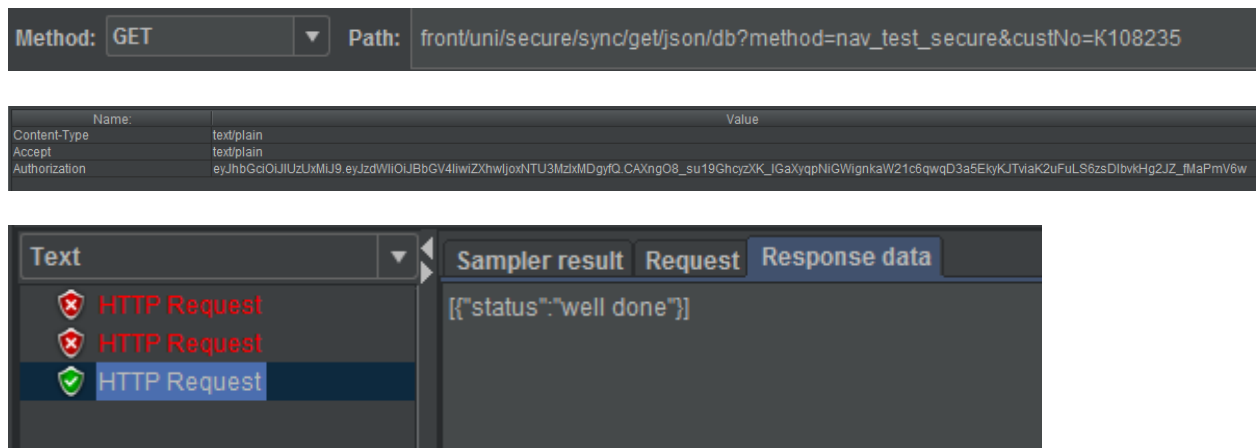 Method: GET Path: front/uni/secure/sync/get/json/db?method=nav_test_secure&custNo=K108235
Name: Value
Content-Type text/plain
Accept text/plain
Authorization eyJhbGciOiJIUzUxMiJ9.eyJzdWIiOiJBbGV4IiwiZXhwIjoxNTU3MzIxMDgyfQ.CAXngO8_su19GhcyzXK_IGaXyqpNiGWignkaW21c6qwqD3a5EkyKJTviaK2uFuLS6zsDIbvkHg2JZ_fMaPmV6w
Text Sampler result Request Response data
HTTP Request [{"status":"well done"}]
HTTP Request
HTTP Request